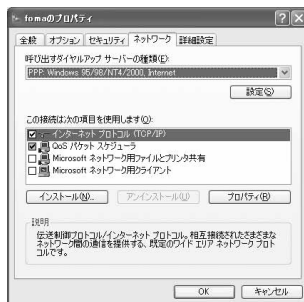 fomaのプロパティ
全般 オプション セキュリティ ネットワーク 詳細設定
呼び出すダイヤルアップ サーバーの種類(E):
PPP: Windows 95/98/NT4/2000, Internet
設定(S)
この接続は次の項目を使用します(O):
インターネット プロトコル (TCP/IP)
QoS パケット スケジューラ
Microsoft ネットワーク用ファイルとプリンタ共有
Microsoft ネットワーク用クライアント
インストール(N)... アンインストール(U) プロパティ(R)
説明
伝送制御プロトコル/インターネット プロトコル。相互接続されたさまざまな
ネットワーク間の通信を提供する、既定のワイド エリア ネットワーク プロト
コルです。
OK キャンセル